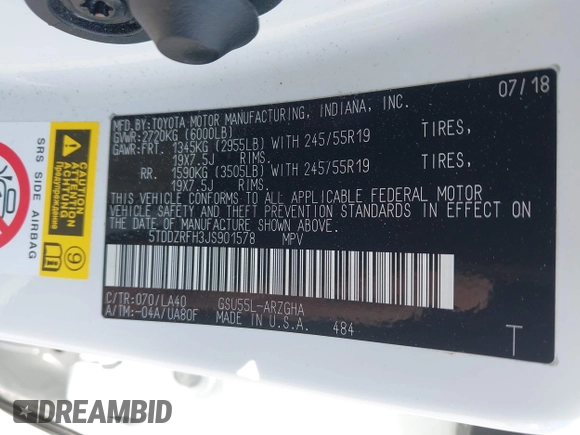 07/18
MFD.BY:TOYOTA MOTOR MANUFACTURING, INDIANA, INC.
GVWR:2720KG (6000LB)
GAWR:FRT. 1345KG (2955LB) WITH 245/55R19 TIRES,
19X7.5J RIMS.
RR. 1590KG (3505LB) WITH 245/55R19 TIRES,
19X7.5J RIMS.
THIS VEHICLE CONFORMS TO ALL APPLICABLE FEDERAL MOTOR
VEHICLE SAFETY AND THEFT PREVENTION STANDARDS IN EFFECT ON
THE DATE OF MANUFACTURE SHOWN ABOVE.
5TDDZRFH3JS901578 MPV
C/TR:070/LA40 GSU55L-ARZGHA
A/TM:-04A/UA80F MADE IN U.S.A. 484
T
SRS SIDE AIRBAG
Предупреждение
ACHTUNG
9
DREAMBID